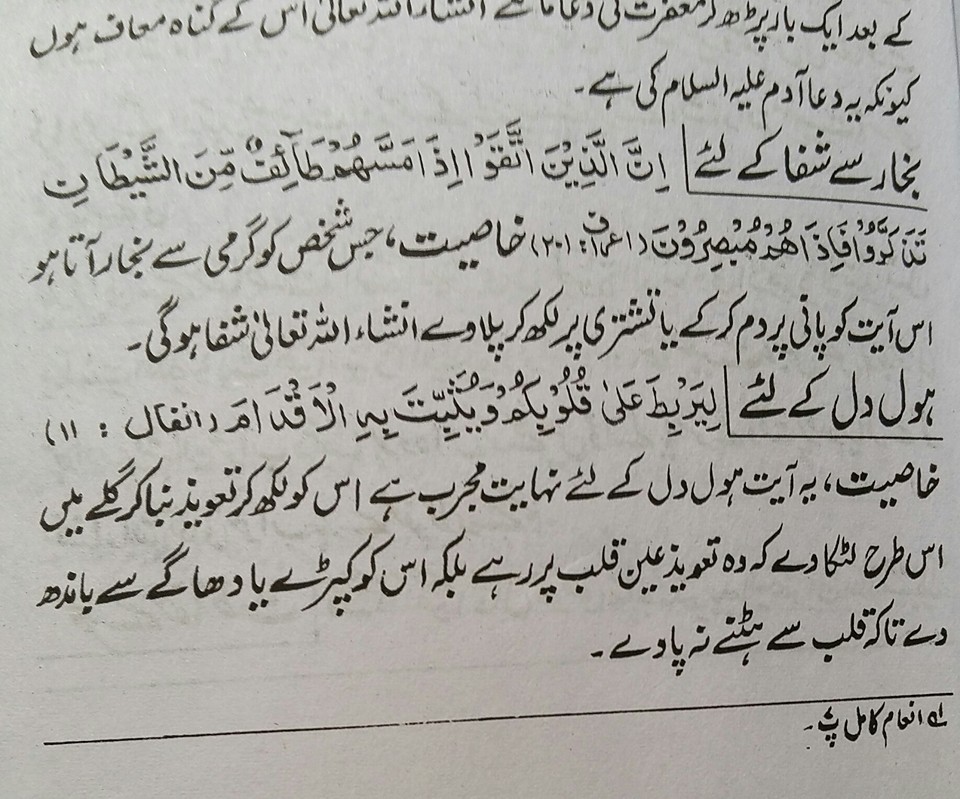 کے بعد ایک بار پڑھ کر مغفرت کی دعا مانگے انشاء اللہ تعالیٰ اس کے گناہ معاف ہوں
کیونکہ یہ دعا آدم علیہ السلام کی ہے۔
بخار سے شفا کے لئے اِنَّ الَّذِیْنَ اتَّقَوْا اِذَا مَسَّهُمْ طَآئِفٌ مِّنَ الشَّیْطَانِ
تَذَكَّرُوْا فَاِذَا هُمْ مُّبْصِرُوْنَ (اعراف: ۲۰۱) خاصیت، جس شخص کو گرمی سے بخار آتا ہو
اس آیت کو پانی پر دم کرکے یا تشتری پر لکھ کر پلاوے انشاء اللہ تعالیٰ شفا ہوگی۔
ہول دل کے لئے لِیَرْبِطَ عَلٰی قُلُوْبِكُمْ وَیُثَبِّتَ بِهِ الْاَقْدَامَ (انفال : ۱۱)
خاصیت، یہ آیت ہول دل کے لئے نہایت مجرب ہے اس کو لکھ کر تعویذ بنا کر گلے میں
اس طرح لٹکا دے کہ وہ تعویذ عین قلب پر رہے بلکہ اس کو کپڑے یا دھاگے سے باندھ
دے تاکہ قلب سے ہٹنے نہ پاوے۔
انعام کامل